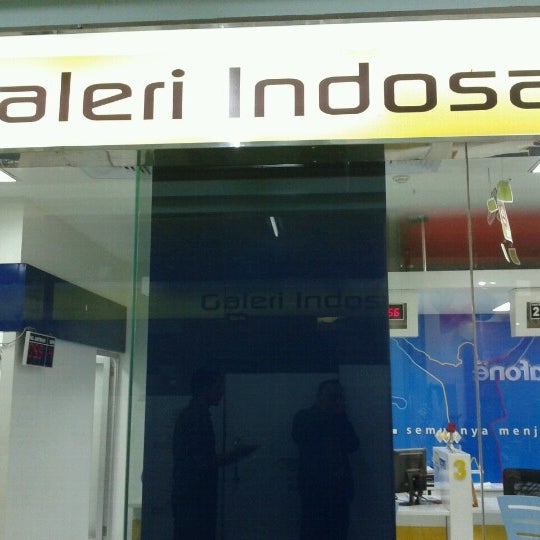 aleri Indosa
Galeri Indos
56
2
afone
semuanya menj
3